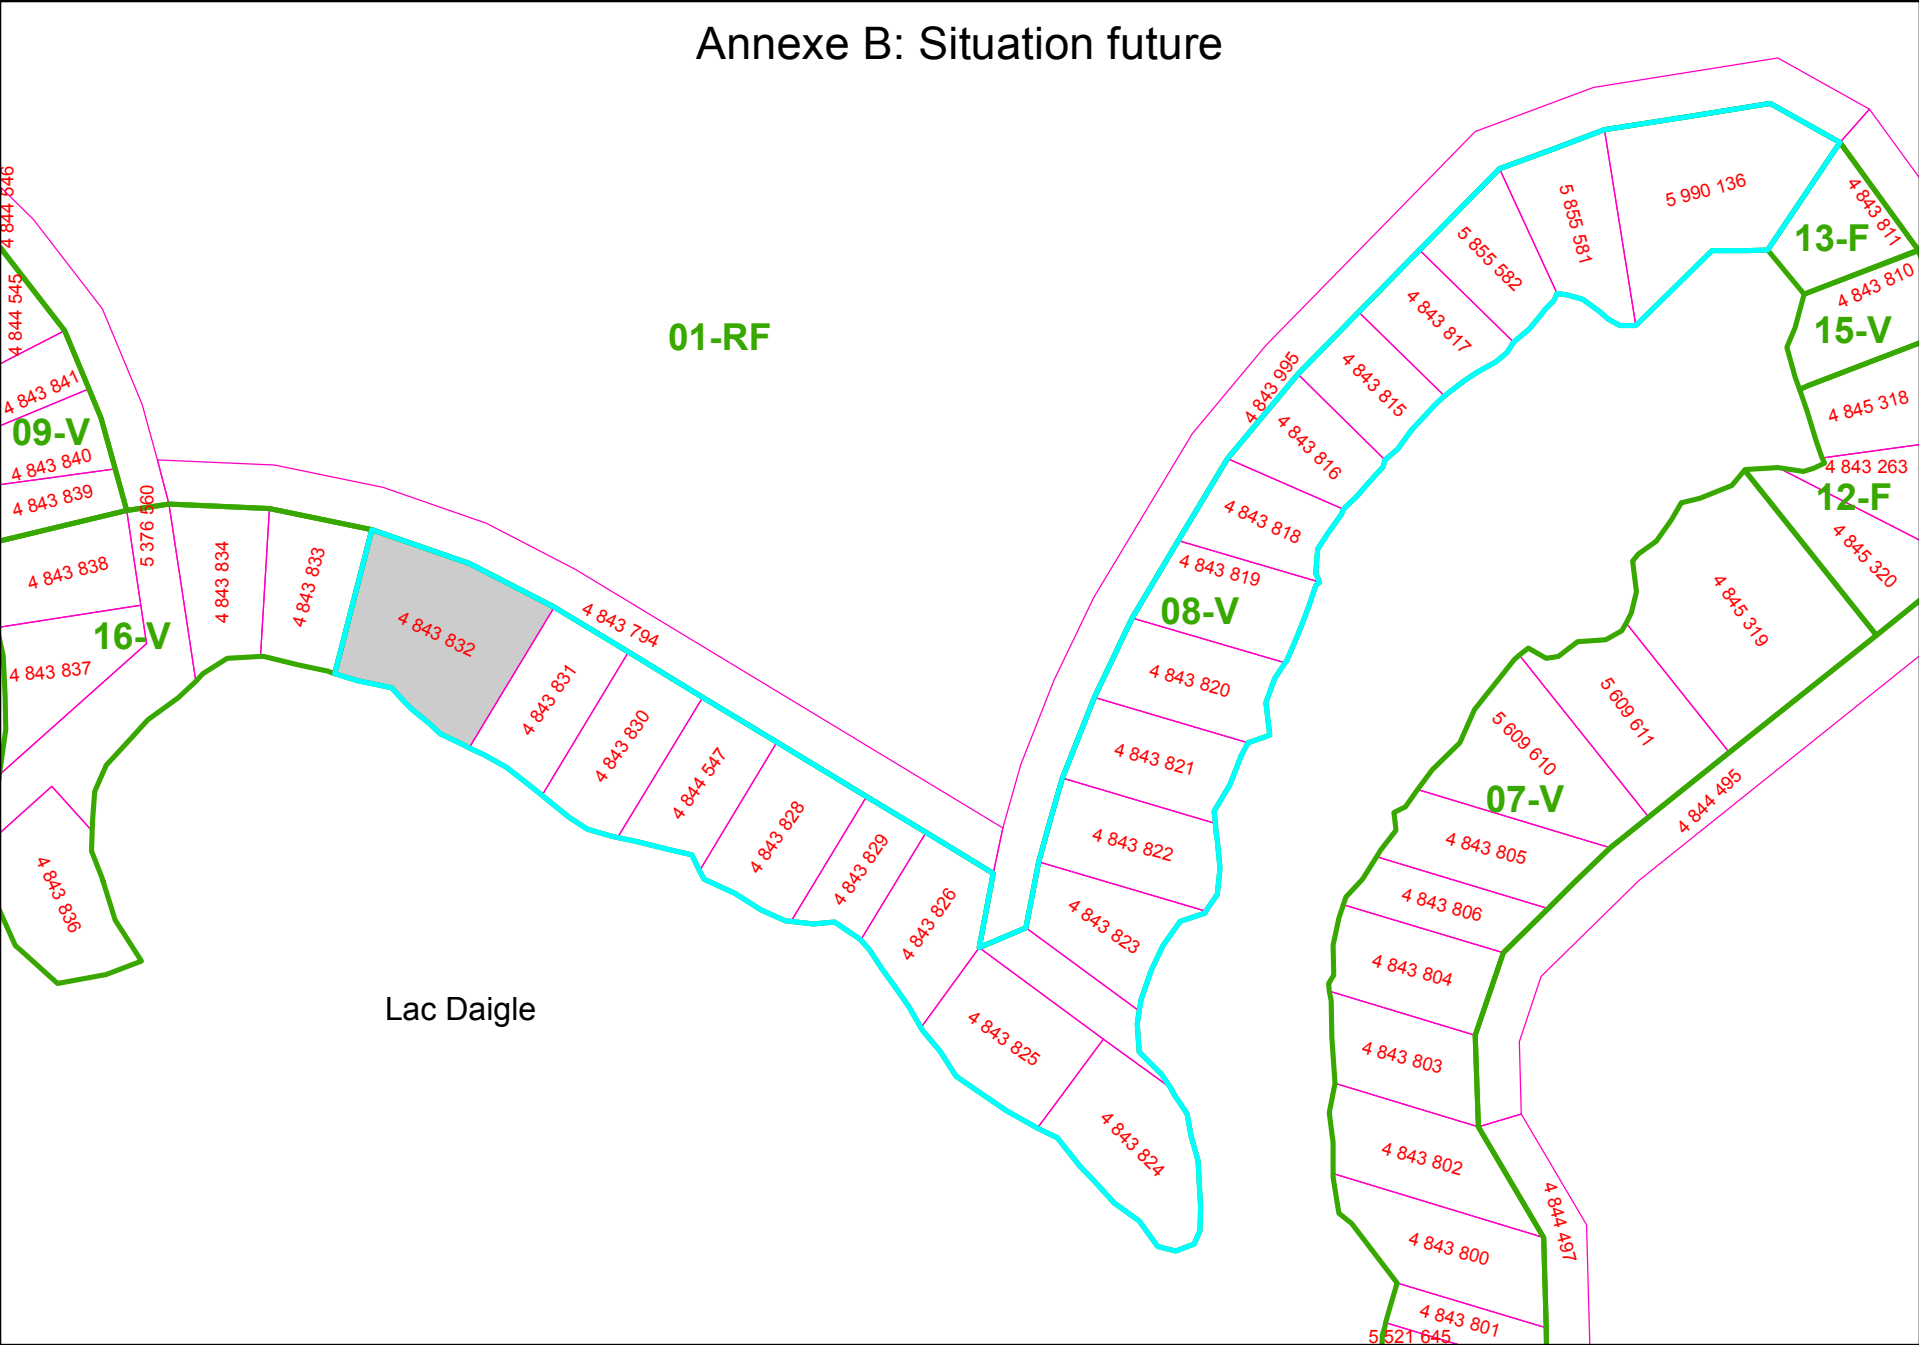 Annexe B: Situation future
4 844 546
4 844 545
4 843 841
09-V
4 843 840
4 843 839
5 376 560
4 843 838
16-V
4 843 837
4 843 836
4 843 834
4 843 833
4 843 832
01-RF
4 843 794
4 843 831
4 843 830
4 844 547
4 843 828
4 843 829
4 843 826
4 843 825
4 843 824
Lac Daigle
4 843 995
5 990 136
5 855 581
5 855 582
4 843 817
4 843 815
4 843 816
4 843 818
4 843 819
08-V
4 843 820
4 843 821
4 843 822
4 843 823
4 843 811
13-F
4 843 810
15-V
4 845 318
4 843 263
12-F
4 845 320
4 845 319
5 609 611
5 609 610
07-V
4 844 495
4 843 805
4 843 806
4 843 804
4 843 803
4 843 802
4 844 497
4 843 800
4 843 801
5 521 645